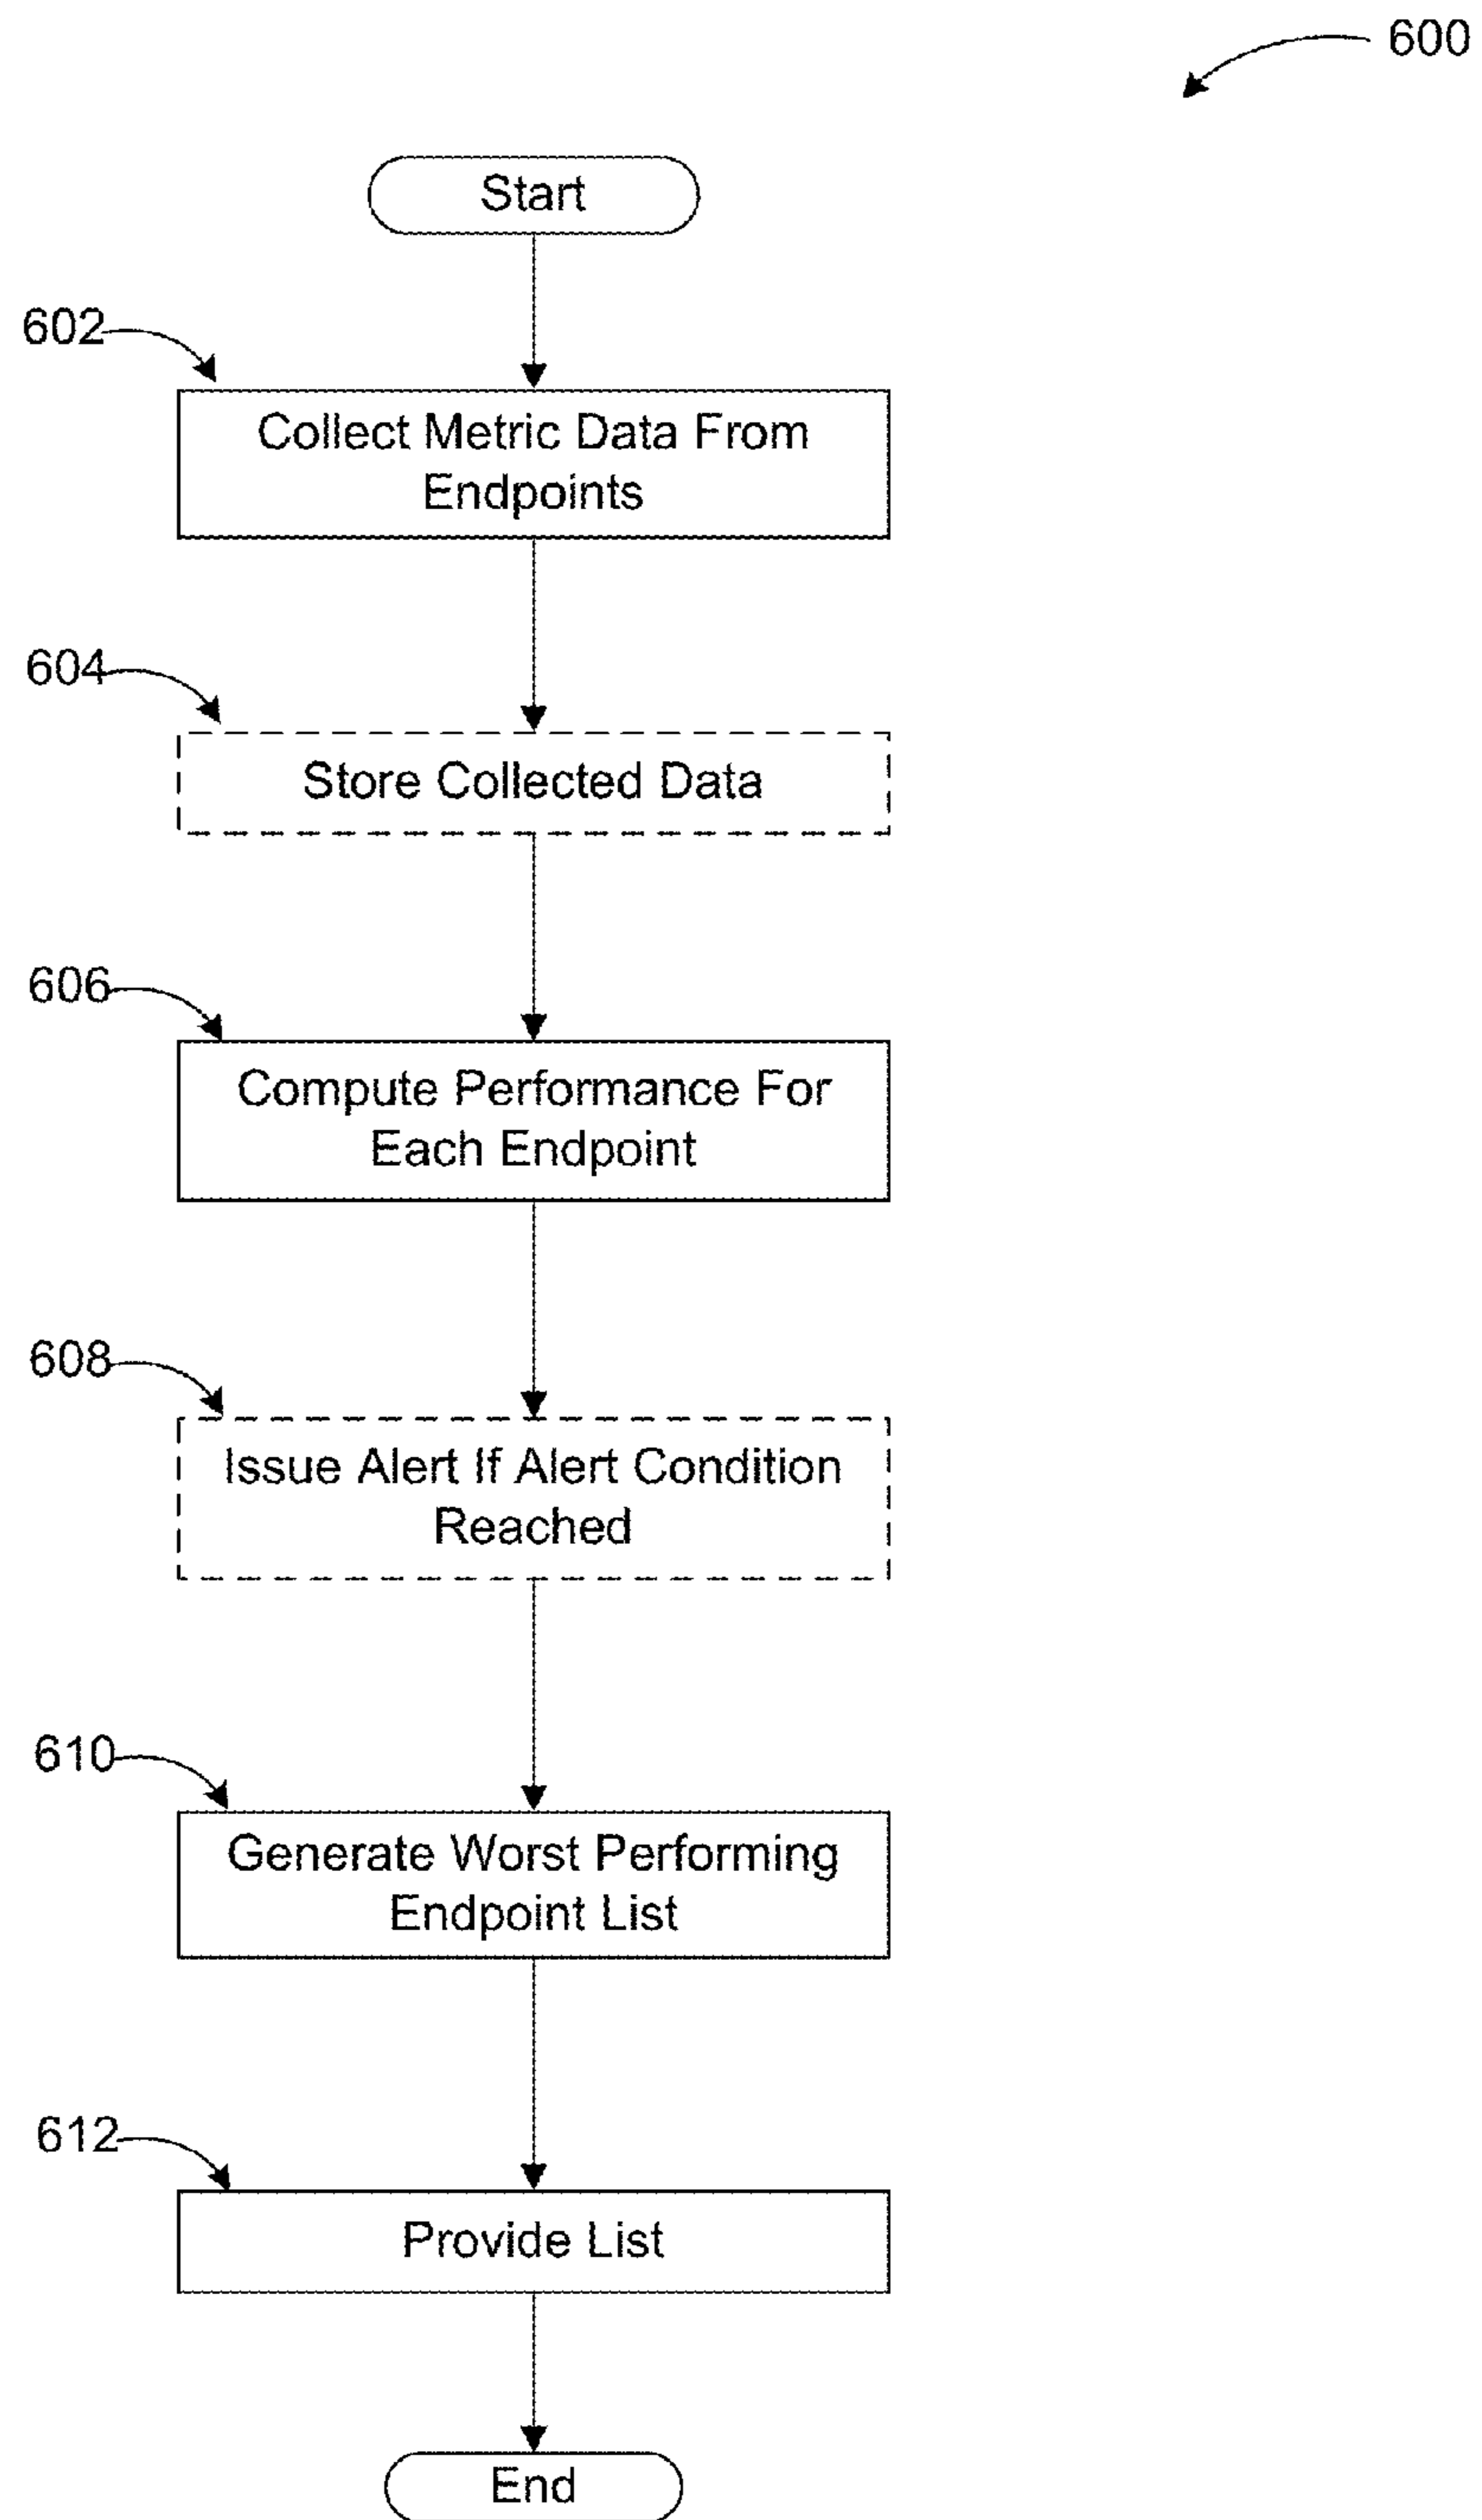 600
Start
602
Collect Metric Data From
Endpoints
604
Store Collected Data
606
Compute Performance For
Each Endpoint
608
Issue Alert If Alert Condition
Reached
610
Generate Worst Performing
Endpoint List
612
Provide List
End